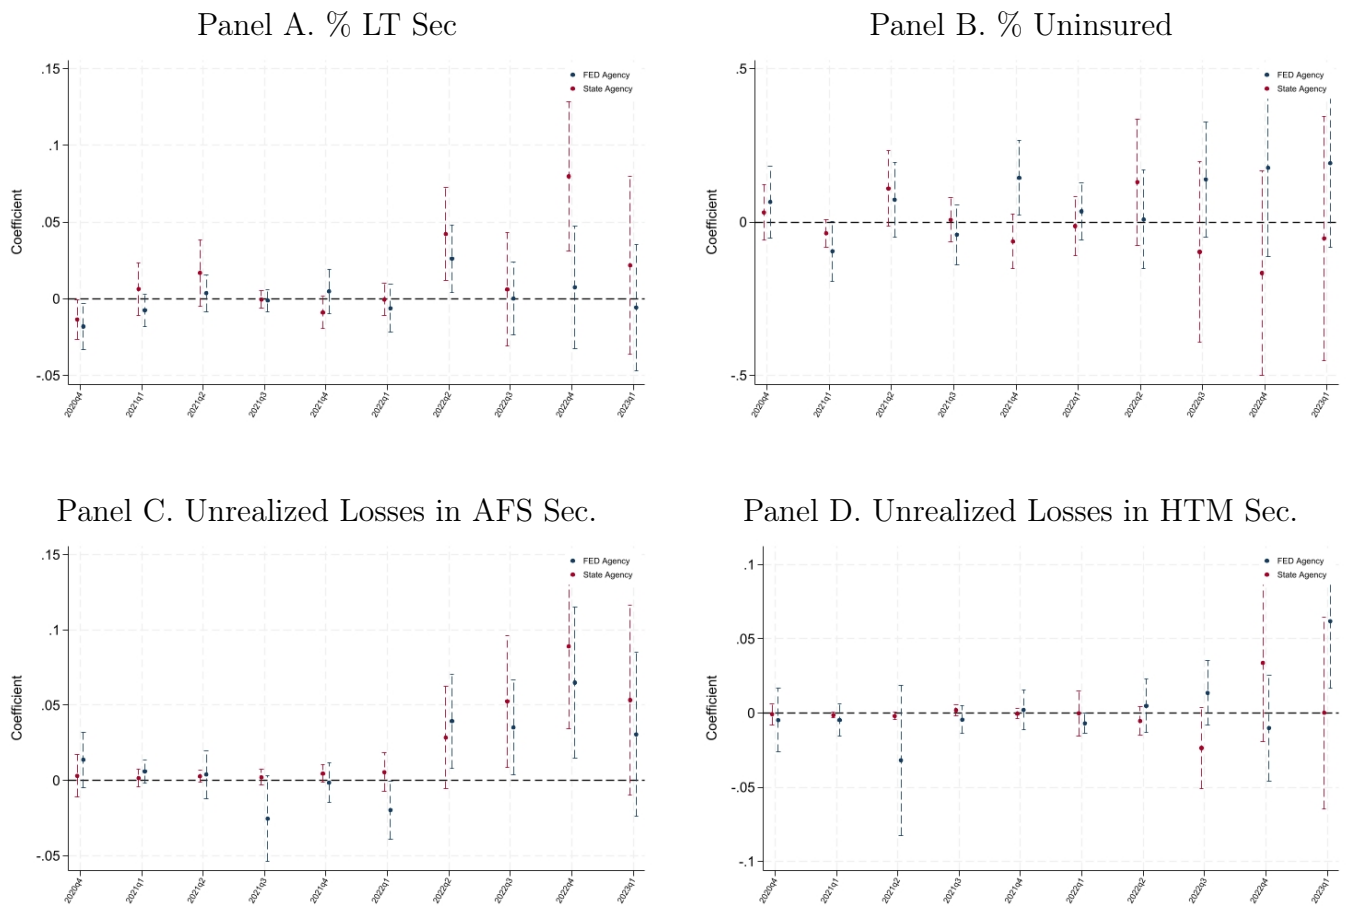 Panel A. % LT Sec
.15
.1
.05
0
-.05
Coefficient
FED Agency
State Agency
2020q4
2021q1
2021q2
2021q3
2021q4
2022q1
2022q2
2022q3
2022q4
2023q1
Panel B. % Uninsured
.5
0
-.5
Coefficient
FED Agency
State Agency
2020q4
2021q1
2021q2
2021q3
2021q4
2022q1
2022q2
2022q3
2022q4
2023q1
Panel C. Unrealized Losses in AFS Sec.
.15
.1
.05
0
-.05
Coefficient
FED Agency
State Agency
2020q4
2021q1
2021q2
2021q3
2021q4
2022q1
2022q2
2022q3
2022q4
2023q1
Panel D. Unrealized Losses in HTM Sec.
.1
.05
0
-.05
-.1
Coefficient
FED Agency
State Agency
2020q4
2021q1
2021q2
2021q3
2021q4
2022q1
2022q2
2022q3
2022q4
2023q1